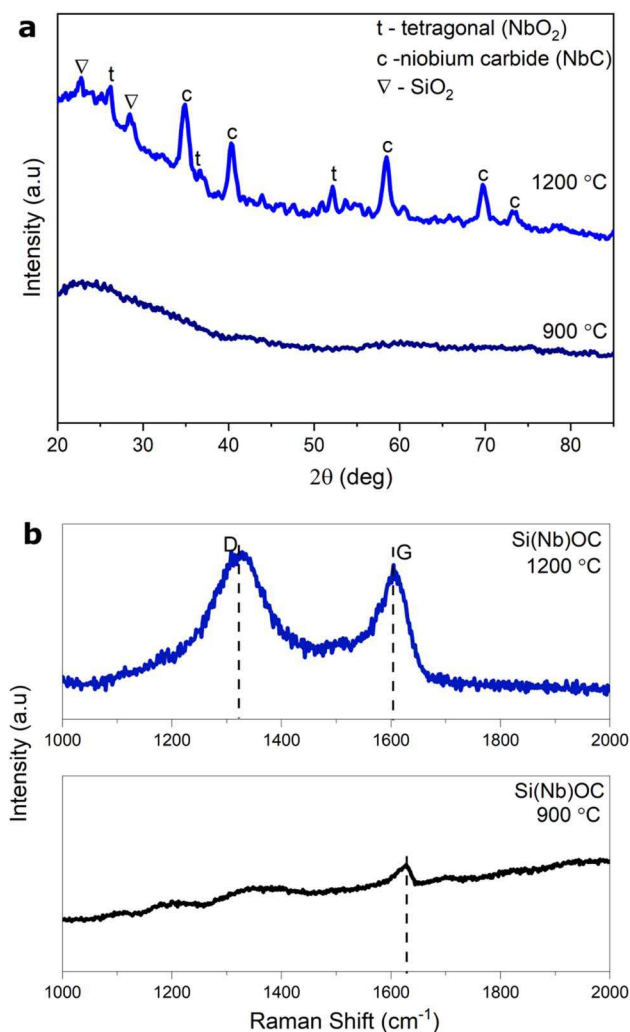 a
t - tetragonal (NbO₂)
c -niobium carbide (NbC)
∇ - SiO₂
∇
t
∇
c
t
c
t
c
c
c
1200 °C
900 °C
Intensity (a.u)
20 30 40 50 60 70 80
2θ (deg)
b
D
G
Si(Nb)OC
1200 °C
1000 1200 1400 1600 1800 2000
Intensity (a.u)
Si(Nb)OC
900 °C
1000 1200 1400 1600 1800 2000
Raman Shift (cm⁻¹)